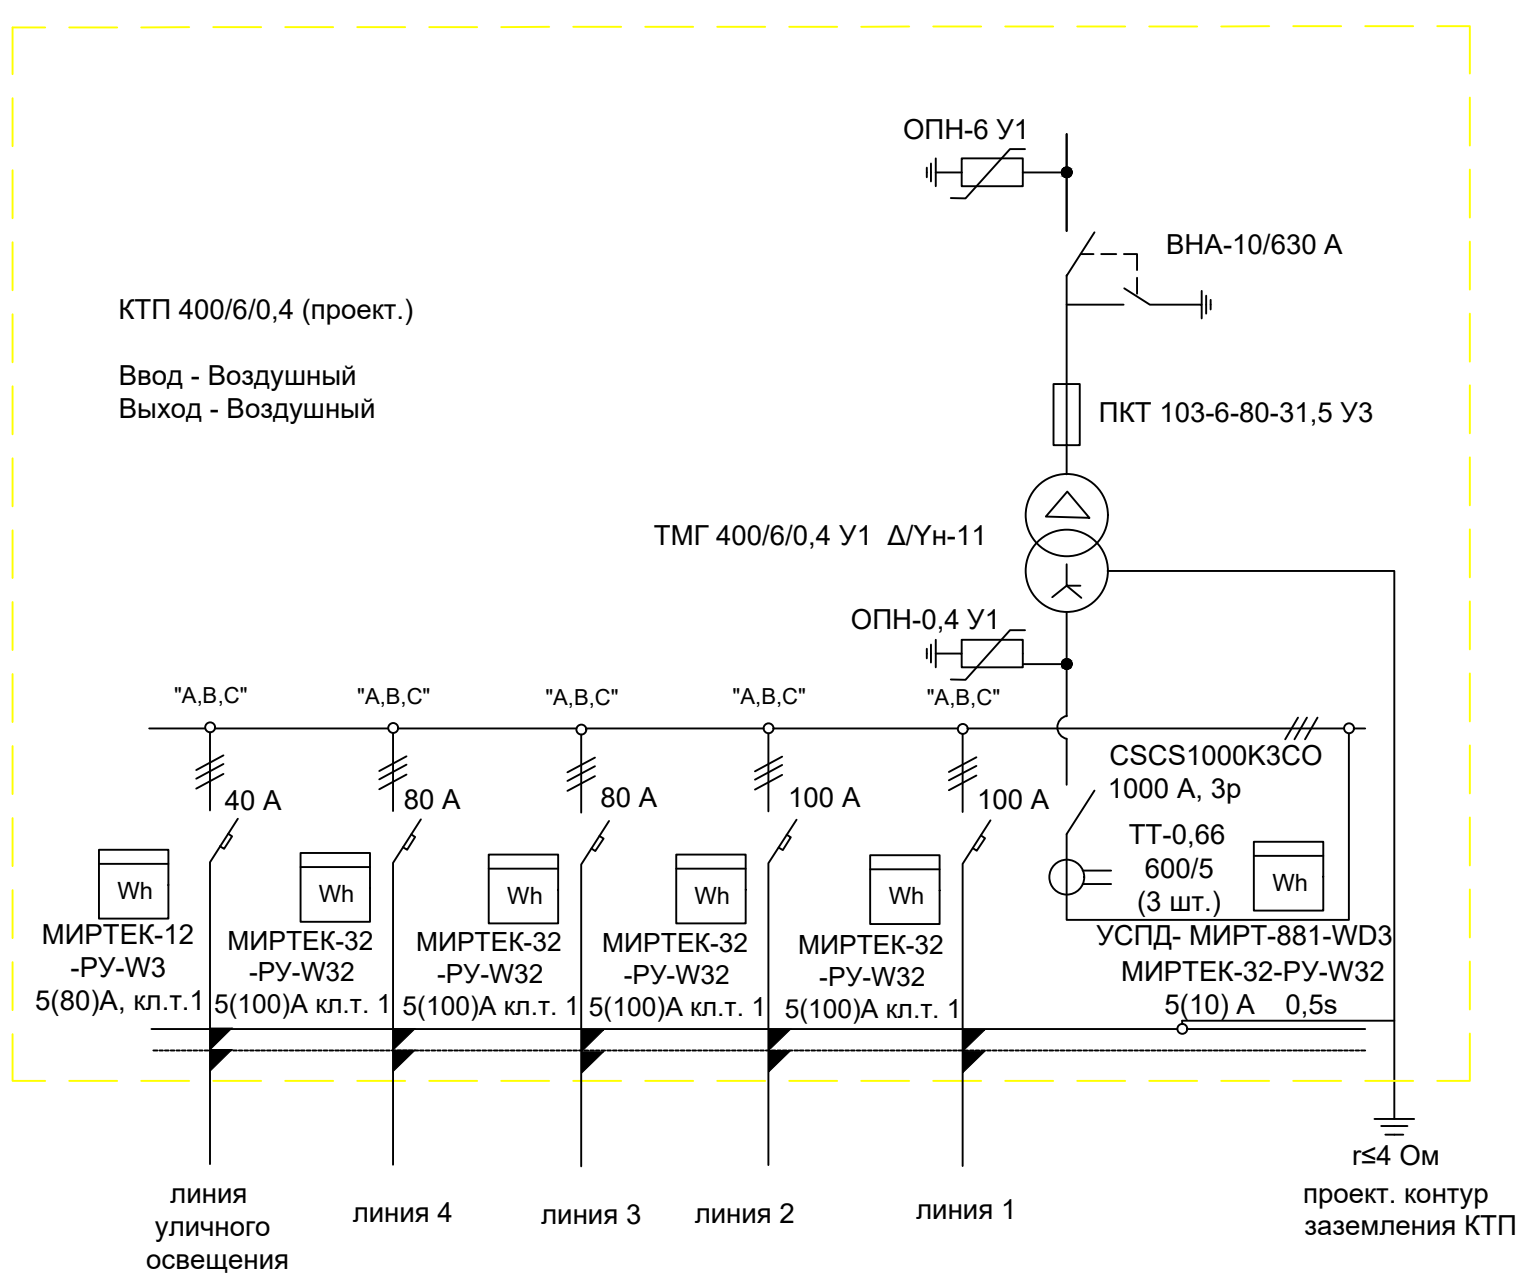 ОПН-6 У1
ВНА-10/630 А
КТП 400/6/0,4 (проект.)
Ввод - Воздушный
Выход - Воздушный
ПКТ 103-6-80-31,5 У3
ТМГ 400/6/0,4 У1 Δ/Yн-11
ОПН-0,4 У1
"А,В,С"
"А,В,С"
"А,В,С"
"А,В,С"
"А,В,С"
CSCS1000K3CO
1000 А, 3р
40 А
80 А
80 А
100 А
100 А
ТТ-0,66
600/5
(3 шт.)
Wh
Wh
Wh
Wh
Wh
Wh
МИРТЕК-12
-РУ-W3
5(80)А, кл.т.1
МИРТЕК-32
-РУ-W32
5(100)А кл.т. 1
МИРТЕК-32
-РУ-W32
5(100)А кл.т. 1
МИРТЕК-32
-РУ-W32
5(100)А кл.т. 1
МИРТЕК-32
-РУ-W32
5(100)А кл.т. 1
УСПД- МИРТ-881-WD3
МИРТЕК-32-РУ-W32
5(10) А 0,5s
r≤4 Ом
проект. контур
заземления КТП
линия
уличного
освещения
линия 4
линия 3
линия 2
линия 1